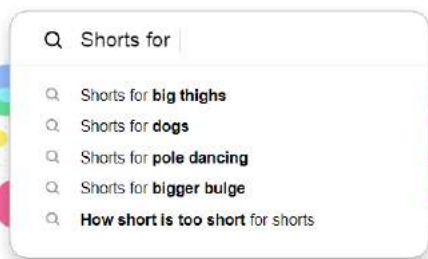 Shorts for
Shorts for big thighs
Shorts for dogs
Shorts for pole dancing
Shorts for bigger bulge
How short is too short for shorts